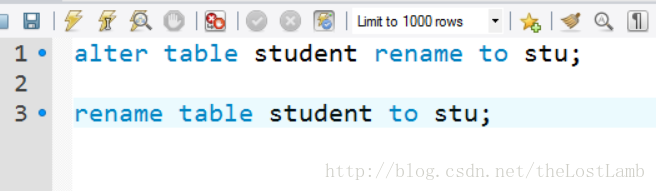 Limit to 1000 rows
1 alter table student rename to stu;
2
3 rename table student to stu;
http://blog.csdn.net/theLostLamb